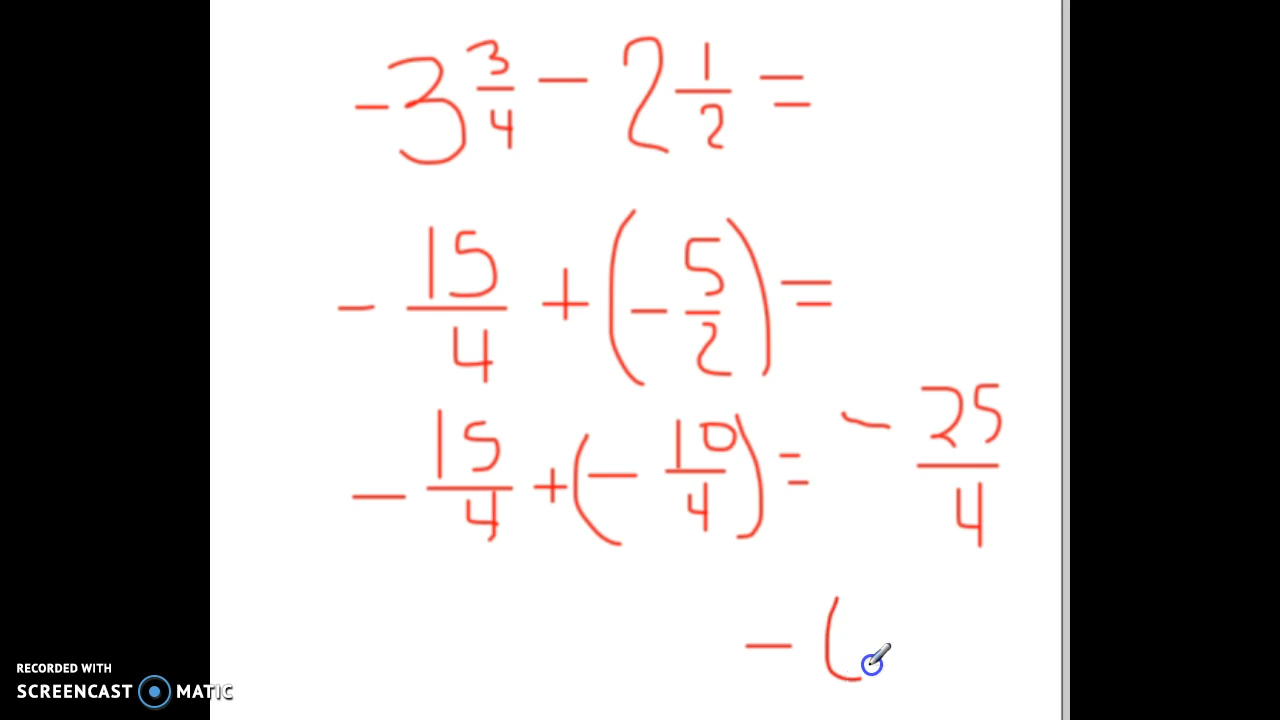 -3 3/4 - 2 1/2 =
- 15/4 + (- 5/2) =
- 15/4 + (- 10/4) = - 25/4
-
RECORDED WITH
SCREENCAST MATIC